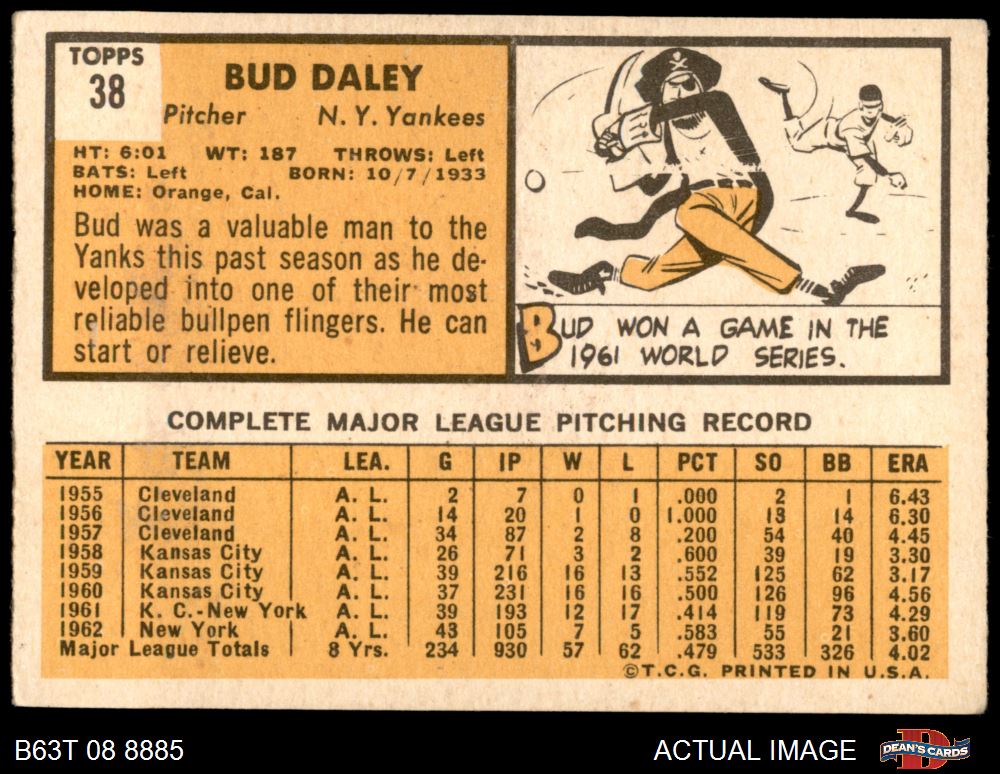 TOPPS
38
BUD DALEY
Pitcher N. Y. Yankees
HT: 6:01 WT: 187 THROWS: Left
BATS: Left BORN: 10/7/1933
HOME: Orange, Cal.
Bud was a valuable man to the
Yanks this past season as he de-
veloped into one of their most
reliable bullpen flingers. He can
start or relieve.
BUD WON A GAME IN THE
1961 WORLD SERIES.
COMPLETE MAJOR LEAGUE PITCHING RECORD
YEAR TEAM LEA. G IP W L PCT SO BB ERA
1955 Cleveland A. L. 2 7 0 1 .000 2 1 6.43
1956 Cleveland A. L. 14 20 1 0 1.000 13 14 6.30
1957 Cleveland A. L. 34 87 2 8 .200 54 40 4.45
1958 Kansas City A. L. 26 71 3 2 .600 39 19 3.30
1959 Kansas City A. L. 39 216 16 13 .552 125 62 3.17
1960 Kansas City A. L. 37 231 16 16 .500 126 96 4.56
1961 K. C.-New York A. L. 39 193 12 17 .414 119 73 4.29
1962 New York A. L. 43 105 7 5 .583 55 21 3.60
Major League Totals 8 Yrs. 234 930 57 62 .479 533 326 4.02
©T.C.G. PRINTED IN U.S.A.
B63T 08 8885 ACTUAL IMAGE DEAN'S CARDS